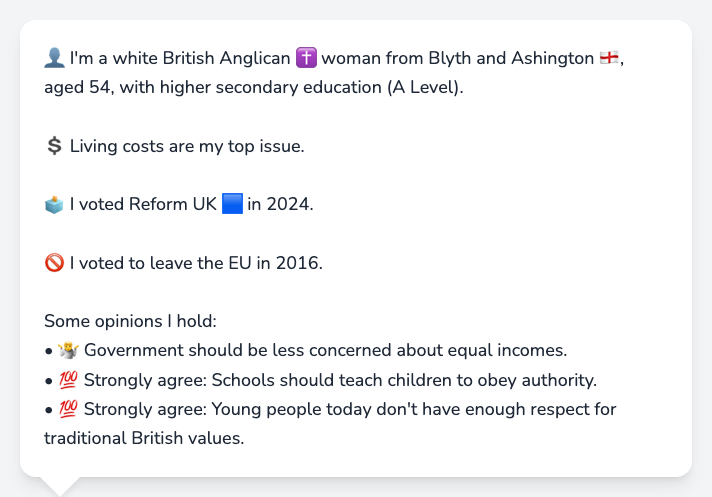 👤 I'm a white British Anglican ✝️ woman from Blyth and Ashington 🏴󠁧󠁢󠁥󠁮󠁧󠁿,
aged 54, with higher secondary education (A Level).
💲 Living costs are my top issue.
🗳️ I voted Reform UK 🟦 in 2024.
🚫 I voted to leave the EU in 2016.
Some opinions I hold:
• 🤷 Government should be less concerned about equal incomes.
• 💯 Strongly agree: Schools should teach children to obey authority.
• 💯 Strongly agree: Young people today don't have enough respect for
traditional British values.